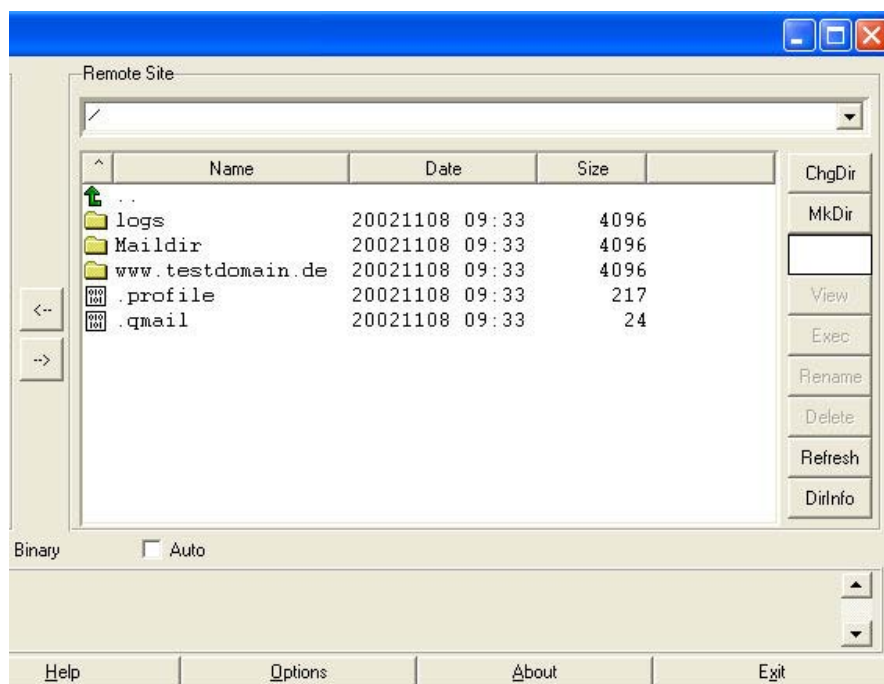 Remote Site
/
^ Name Date Size
ChgDir
MkDir
..
logs 20021108 09:33 4096
Maildir 20021108 09:33 4096
www.testdomain.de 20021108 09:33 4096
.profile 20021108 09:33 217
.qmail 20021108 09:33 24
<--
-->
View
Exec
Rename
Delete
Refresh
DirInfo
Binary Auto
Help Options About Exit